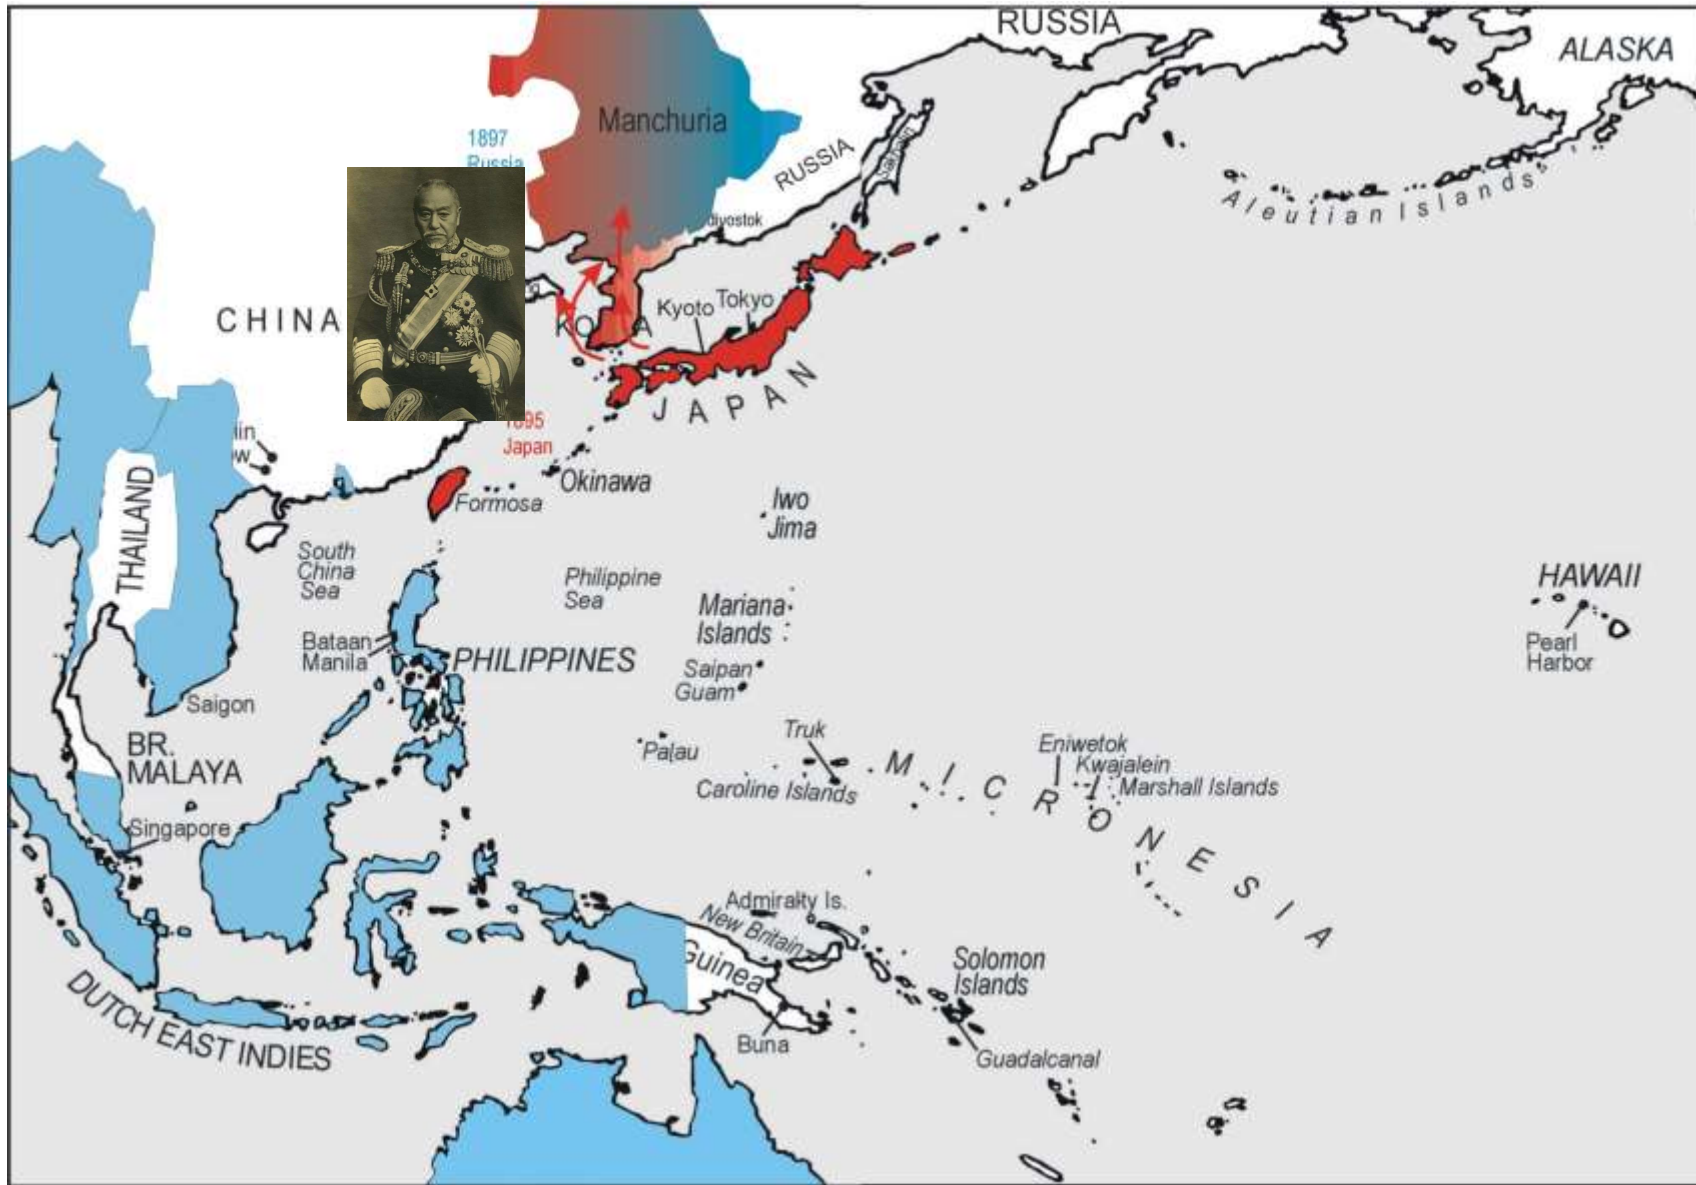 RUSSIA
ALASKA
Manchuria
1897
Russia
RUSSIA
Sakhalin
Aleutian Islands
CHINA
Kyoto
Tokyo
JAPAN
1895
Japan
Okinawa
Formosa
THAILAND
Iwo
Jima
South
China
Sea
Philippine
Sea
HAWAII
Pearl
Harbor
Mariana
Islands
Bataan
Manila
PHILIPPINES
Saipan
Guam
Saigon
Truk
Palau
BR.
MALAYA
Caroline Islands
MICRONESIA
Eniwetok
Kwajalein
Marshall Islands
Singapore
Admiralty Is.
New Britain
Guinea
Solomon
Islands
DUTCH EAST INDIES
Buna
Guadalcanal